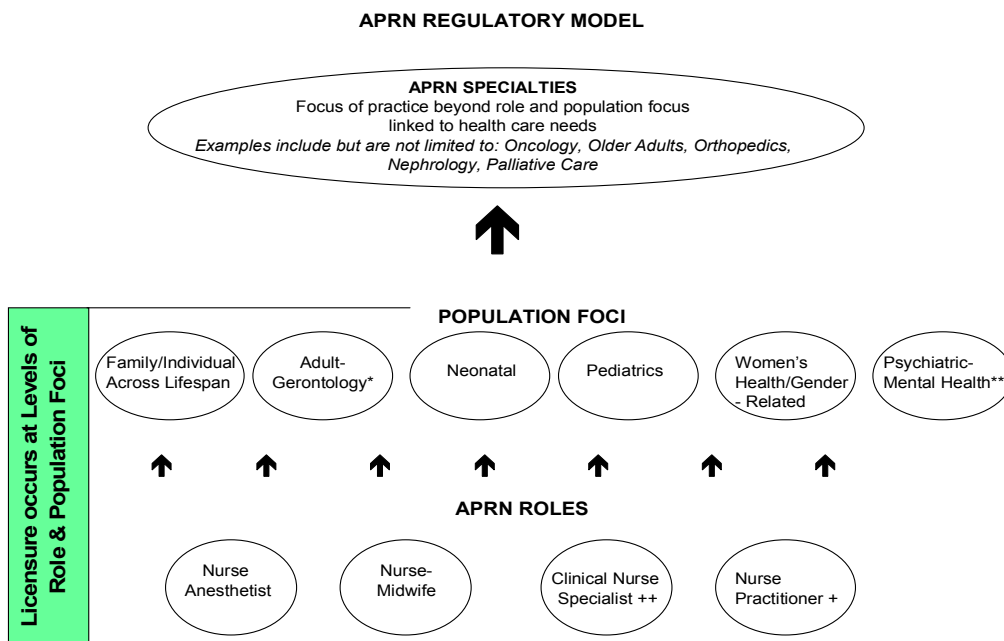 APRN REGULATORY MODEL
APRN SPECIALTIES
Focus of practice beyond role and population focus
linked to health care needs
Examples include but are not limited to: Oncology, Older Adults, Orthopedics,
Nephrology, Palliative Care
Licensure occurs at Levels of
Role & Population Foci
POPULATION FOCI
Family/Individual
Across Lifespan
Adult-
Gerontology*
Neonatal
Pediatrics
Women's
Health/Gender
- Related
Psychiatric-
Mental Health**
APRN ROLES
Nurse
Anesthetist
Nurse-
Midwife
Clinical Nurse
Specialist ++
Nurse
Practitioner +